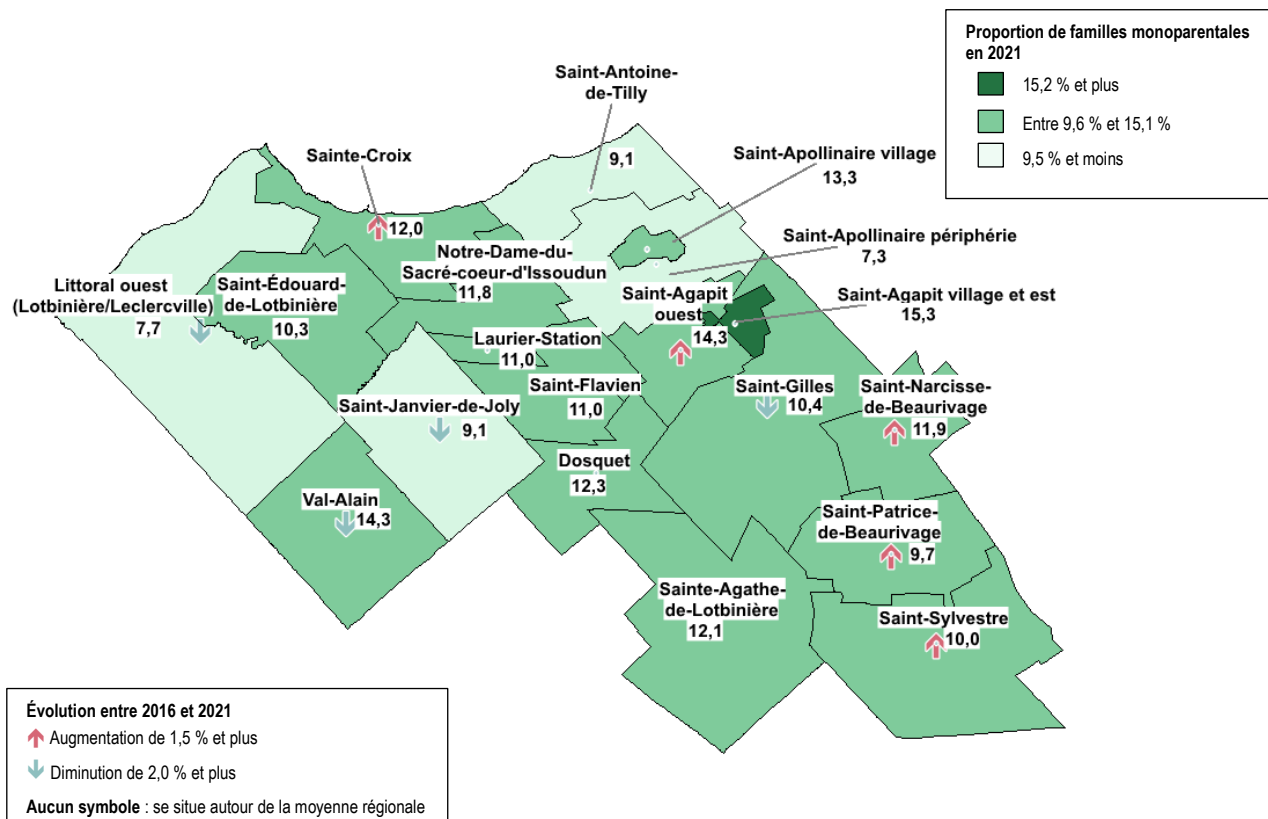 Proportion de familles monoparentales
en 2021
15,2 % et plus
Entre 9,6 % et 15,1 %
9,5 % et moins
Saint-Antoine-
de-Tilly
9,1
Sainte-Croix
12,0
Saint-Apollinaire village
13,3
Saint-Apollinaire périphérie
7,3
Notre-Dame-du-
Sacré-coeur-d'Issoudun
11,8
Littoral ouest
(Lotbinière/Leclercville)
7,7
Saint-Édouard-
de-Lotbinière
10,3
Saint-Agapit
ouest
14,3
Saint-Agapit village et est
15,3
Laurier-Station
11,0
Saint-Flavien
11,0
Saint-Gilles
10,4
Saint-Narcisse-
de-Beaurivage
11,9
Saint-Janvier-de-Joly
9,1
Dosquet
12,3
Val-Alain
14,3
Saint-Patrice-
de-Beaurivage
9,7
Sainte-Agathe-
de-Lotbinière
12,1
Saint-Sylvestre
10,0
Évolution entre 2016 et 2021
Augmentation de 1,5 % et plus
Diminution de 2,0 % et plus
Aucun symbole : se situe autour de la moyenne régionale